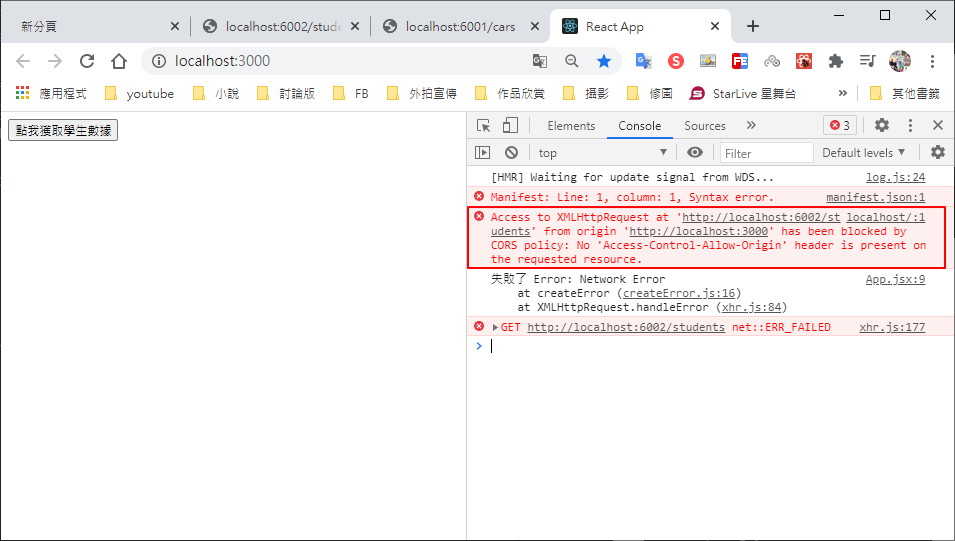 新分頁
localhost:6002/stude
localhost:6001/cars
React App
localhost:3000
應用程式
youtube
小說
討論版
FB
外拍宣傳
作品欣賞
攝影
修圖
StarLive 星舞台
»
其他書籤
點我獲取學生數據
Elements Console Sources » 3
top Filter Default levels
[HMR] Waiting for update signal from WDS... log.js:24
Manifest: Line: 1, column: 1, Syntax error. manifest.json:1
Access to XMLHttpRequest at 'http://localhost:6002/st localhost/:1
udents' from origin 'http://localhost:3000' has been blocked by
CORS policy: No 'Access-Control-Allow-Origin' header is present on
the requested resource.
失敗了 Error: Network Error App.jsx:9
at createError (createError.js:16)
at XMLHttpRequest.handleError (xhr.js:84)
GET http://localhost:6002/students net::ERR_FAILED xhr.js:177